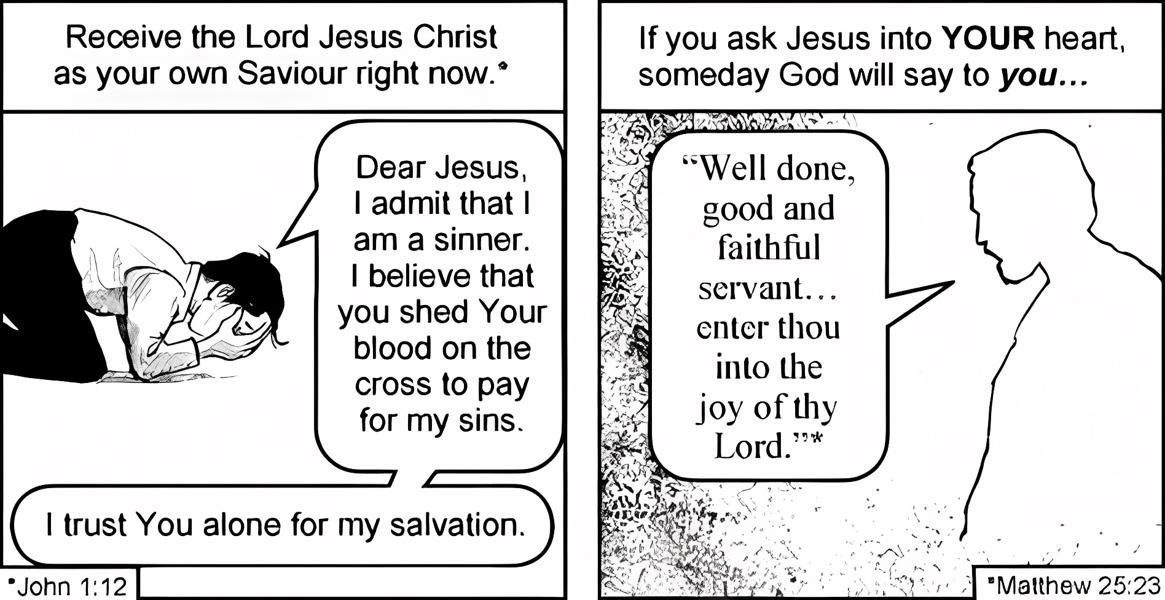 Receive the Lord Jesus Christ
as your own Saviour right now.*
Dear Jesus,
I admit that I
am a sinner.
I believe that
you shed Your
blood on the
cross to pay
for my sins.
I trust You alone for my salvation.
*John 1:12
If you ask Jesus into YOUR heart,
someday God will say to you...
“Well done,
good and
faithful
servant...
enter thou
into the
joy of thy
Lord.”*
*Matthew 25:23